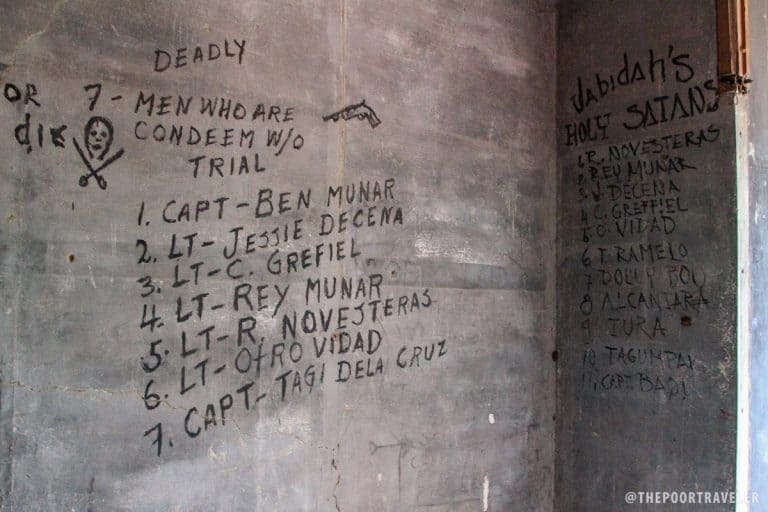 DEADLY
OR DIE
7 - MEN WHO ARE
CONDEEM W/O
TRIAL
1. CAPT - BEN MUNAR
2. LT - JESSIE DECENA
3. LT - C. GREFIEL
4. LT - REY MUNAR
5. LT - R. NOVESTERAS
6. LT - OTRO VIDAD
7. CAPT - TAGI DELA CRUZ
Jabidah's
HOLY SATANS
1. R. NOVESTERAS
2 REY MUNAR
3 J DECENA
4 C. GREFFIEL
5 O. VIDAD
6 T. RAMELO
7 DOLLY
8 ALCANTARA
9 TURA
10. TAGUMPAY
11. CAPT. BADI
@THEPOORTRAVELER